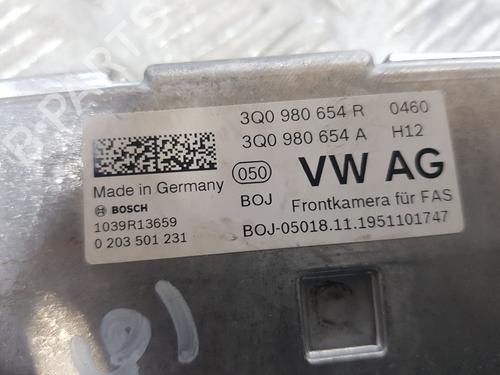 3Q0 980 654 R 0460
3Q0 980 654 A H12
Made in Germany
050
VW AG
BOSCH
BOJ
Frontkamera für FAS
1039R13659
0 203 501 231
BOJ-05018.11.1951101747
B-PARTS